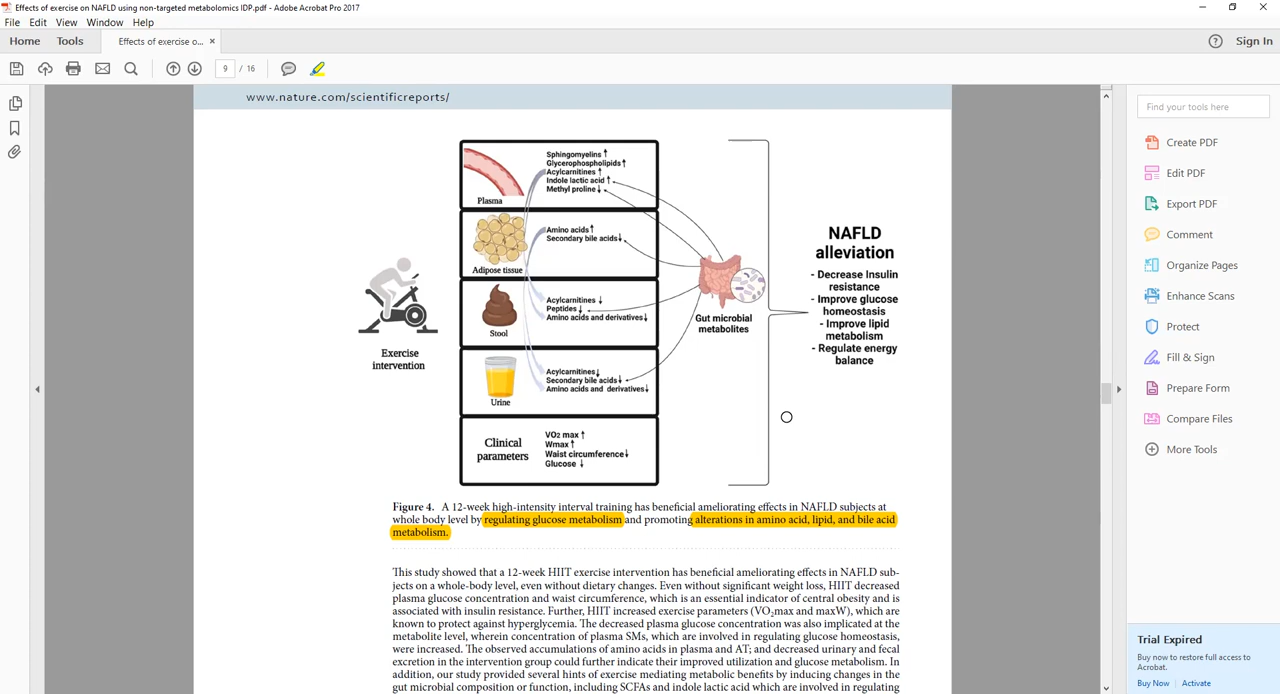 Effects of exercise on NAFLD using non-targeted metabolomics IDP.pdf - Adobe Acrobat Pro 2017
File Edit View Window Help
Home Tools Effects of exercise o... × Sign In
9 / 16
Find your tools here
www.nature.com/scientificreports/
Sphingomyelins ↑
Glycerophospholipids ↑
Acylcarnitines ↑
Indole lactic acid ↑
Methyl proline ↓
Plasma
Amino acids ↑
Secondary bile acids ↓
Adipose tissue
Acylcarnitines ↓
Peptides ↓
Amino acids and derivatives ↓
Stool
Acylcarnitines ↓
Secondary bile acids ↓
Amino acids and derivatives ↓
Urine
Clinical
parameters
VO2 max ↑
Wmax ↑
Waist circumference ↓
Glucose ↓
Exercise
intervention
Gut microbial
metabolites
NAFLD
alleviation
- Decrease Insulin
resistance
- Improve glucose
homeostasis
- Improve lipid
metabolism
- Regulate energy
balance
Figure 4. A 12-week high-intensity interval training has beneficial ameliorating effects in NAFLD subjects at
whole body level by regulating glucose metabolism and promoting alterations in amino acid, lipid, and bile acid
metabolism.
This study showed that a 12-week HIIT exercise intervention has beneficial ameliorating effects in NAFLD sub-
jects on a whole-body level, even without dietary changes. Even without significant weight loss, HIIT decreased
plasma glucose concentration and waist circumference, which is an essential indicator of central obesity and is
associated with insulin resistance. Further, HIIT increased exercise parameters (VO₂max and maxW), which are
known to protect against hyperglycemia. The decreased plasma glucose concentration was also implicated at the
metabolite level, wherein concentration of plasma SMs, which are involved in regulating glucose homeostasis,
were increased. The observed accumulations of amino acids in plasma and AT; and decreased urinary and fecal
excretion in the intervention group could further indicate their improved utilization and glucose metabolism. In
addition, our study provided several hints of exercise mediating metabolic benefits by inducing changes in the
gut microbial composition or function, including SCFAs and indole lactic acid which are involved in regulating
Create PDF
Edit PDF
Export PDF
Comment
Organize Pages
Enhance Scans
Protect
Fill & Sign
Prepare Form
Compare Files
More Tools
Trial Expired
Buy now to restore full access to
Acrobat.
Buy Now Activate